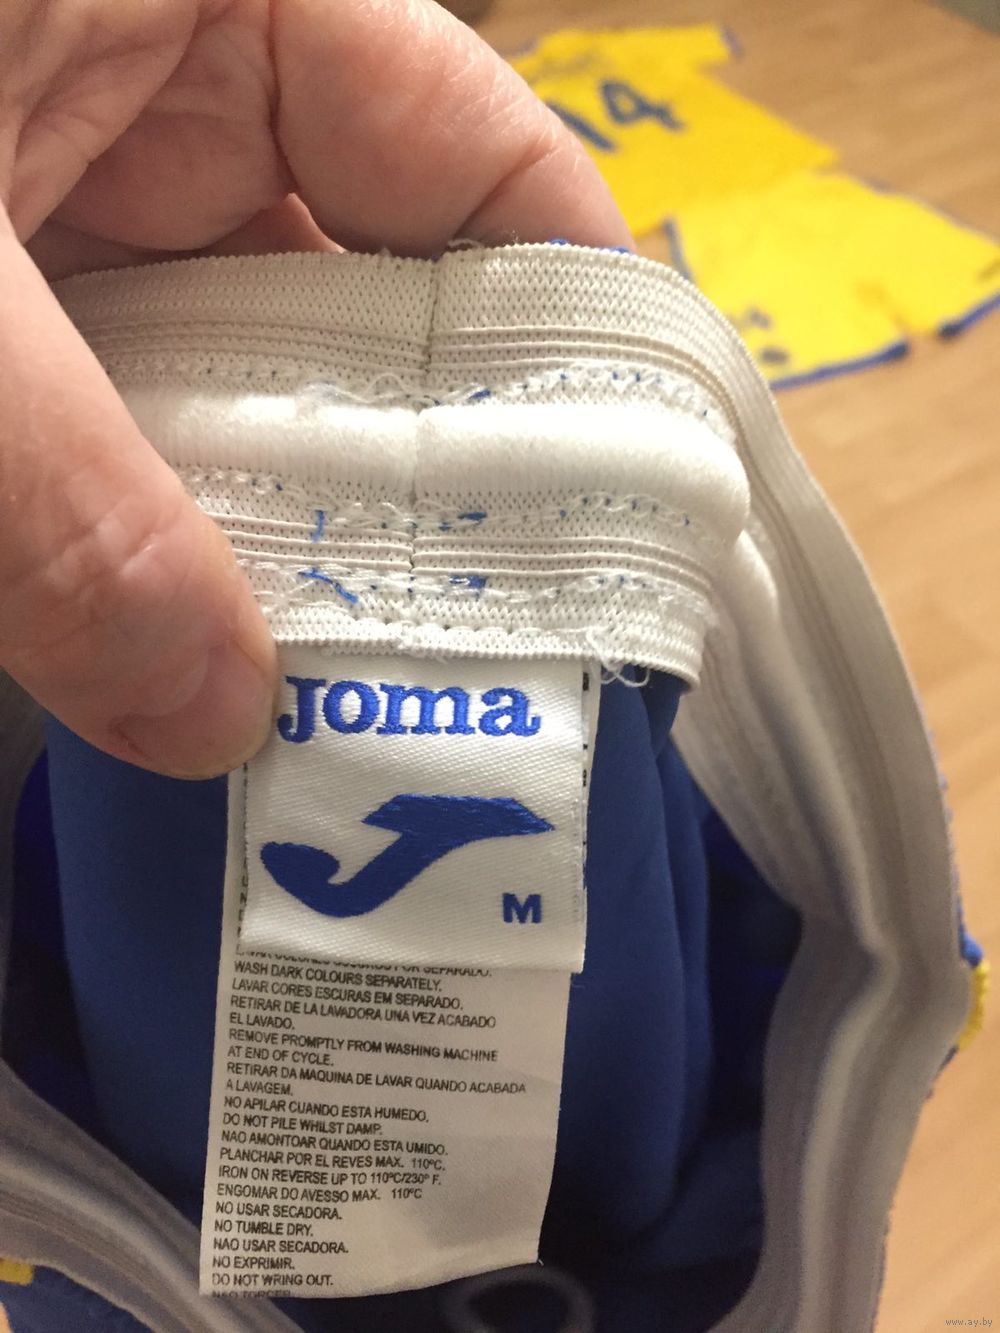 14
Joma
M
WASH DARK COLOURS SEPARATELY.
LAVAR CORES ESCURAS EM SEPARADO.
RETIRAR DE LA LAVADORA UNA VEZ ACABADO
EL LAVADO.
REMOVE PROMPTLY FROM WASHING MACHINE
AT END OF CYCLE.
RETIRAR DA MAQUINA DE LAVAR QUANDO ACABADA
A LAVAGEM.
NO APILAR CUANDO ESTA HUMEDO.
DO NOT PILE WHILST DAMP.
NAO AMONTOAR QUANDO ESTA UMIDO.
PLANCHAR POR EL REVES MAX. 110ºC.
IRON ON REVERSE UP TO 110ºC/230º F.
ENGOMAR DO AVESSO MAX. 110ºC
NO USAR SECADORA.
NO TUMBLE DRY.
NAO USAR SECADORA.
NO EXPRIMIR.
DO NOT WRING OUT.
NAO TORCER.
www.ay.by